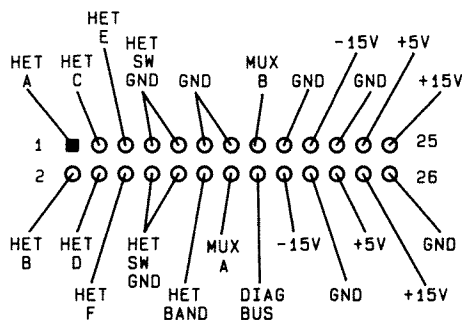 E
HET
-15V
+5V
HET
A
HET
C
HET
SW
GND
GND
MUX
B
GND
GND
+15V
1
25
2
26
HET
B
HET
D
HET
SW
GND
MUX
A
-15V
+5V
GND
HET
F
HET
BAND
DIAG
BUS
GND
+15V